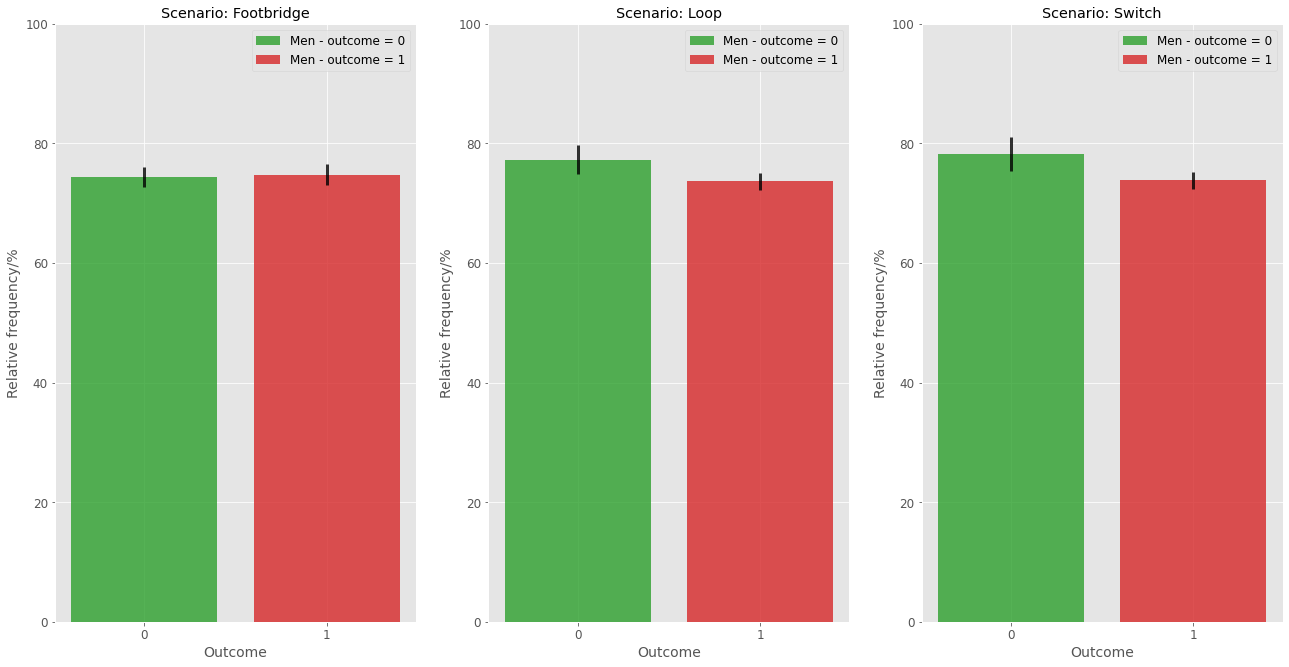 Scenario: Footbridge
100
80
60
40
20
0
Relative frequency/%
Men - outcome = 0
Men - outcome = 1
0 1
Outcome
Scenario: Loop
100
80
60
40
20
0
Relative frequency/%
Men - outcome = 0
Men - outcome = 1
0 1
Outcome
Scenario: Switch
100
80
60
40
20
0
Relative frequency/%
Men - outcome = 0
Men - outcome = 1
0 1
Outcome